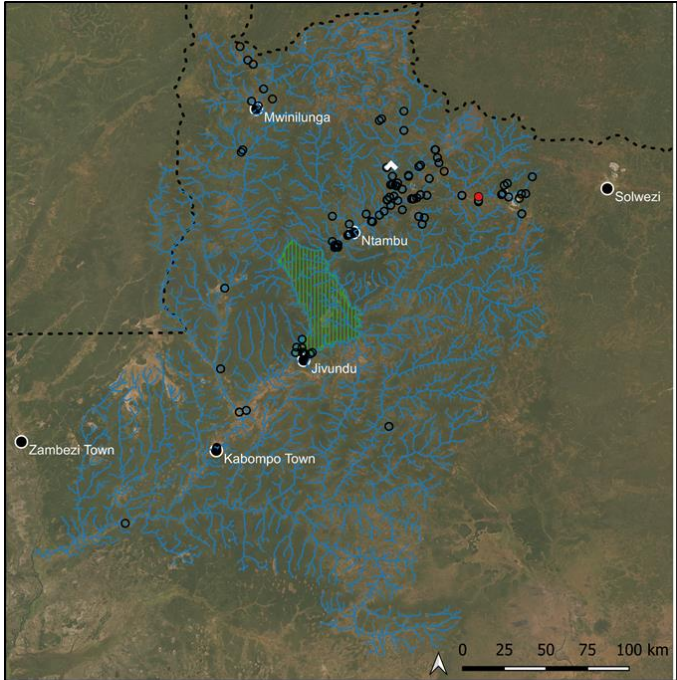 Mwinilunga
Solwezi
Ntambu
Jivundu
Zambezi Town
Kabompo Town
0 25 50 75 100 km